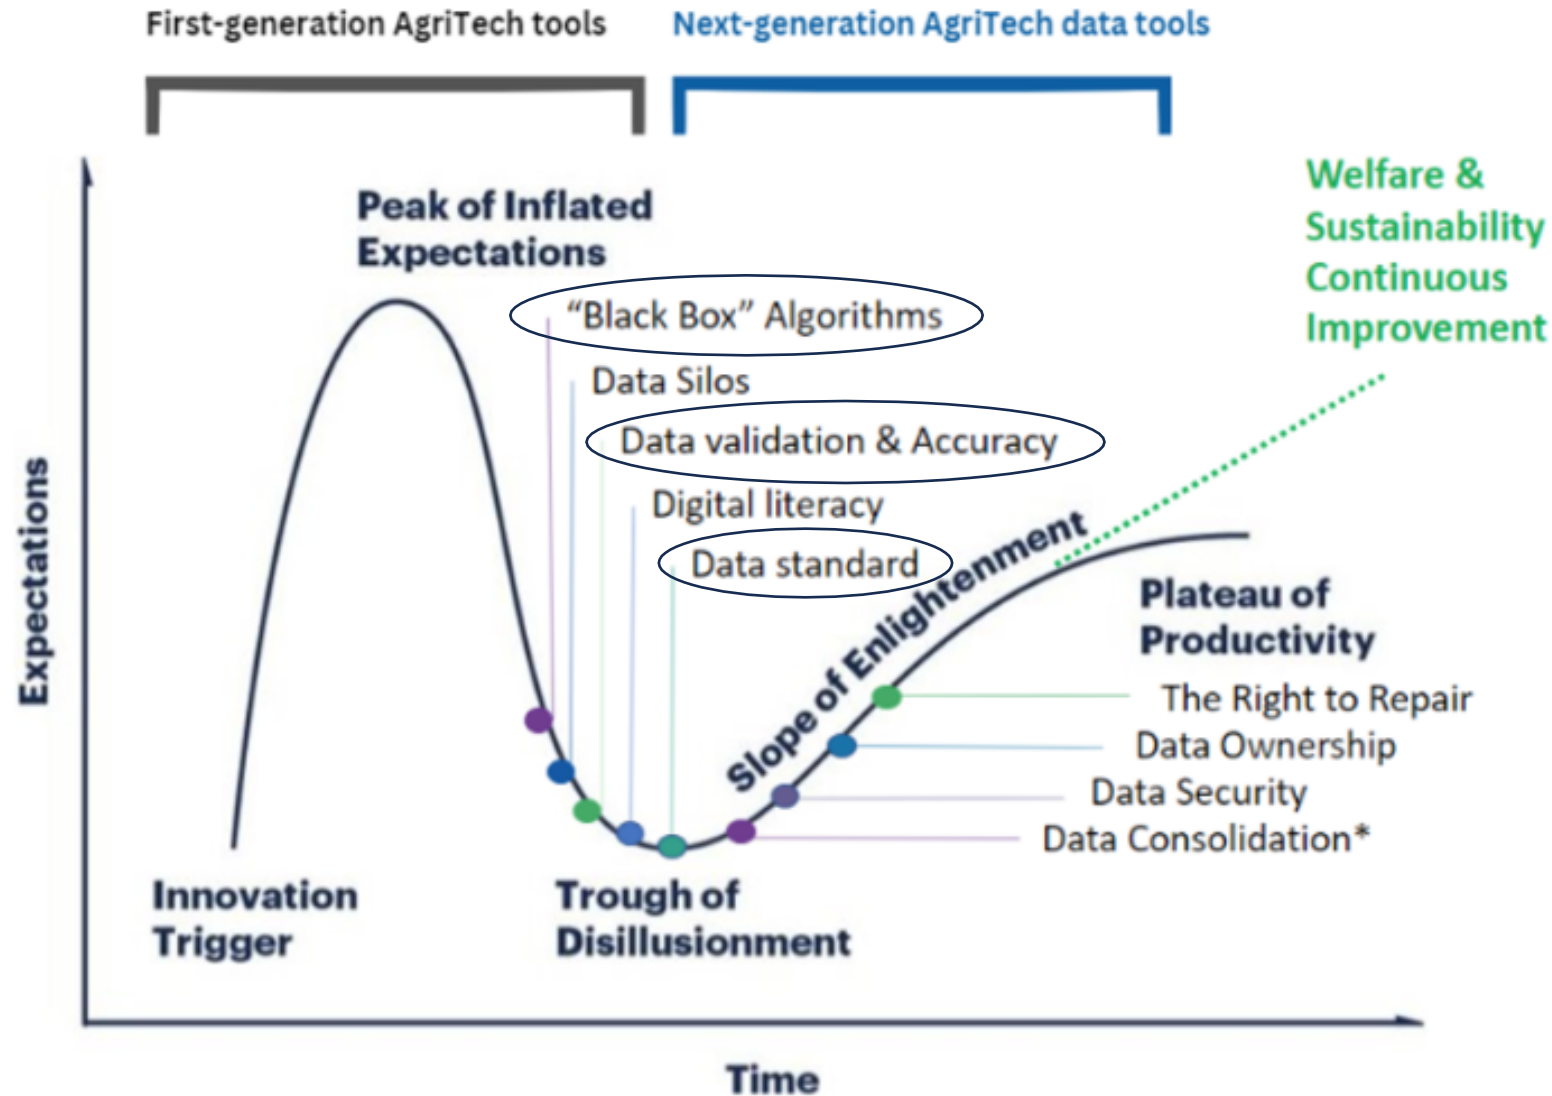 First-generation AgriTech tools
Next-generation AgriTech data tools
Welfare &
Sustainability
Continuous
Improvement
Peak of Inflated
Expectations
“Black Box” Algorithms
Data Silos
Data validation & Accuracy
Digital literacy
Data standard
Slope of Enlightenment
Plateau of
Productivity
The Right to Repair
Data Ownership
Data Security
Data Consolidation*
Innovation
Trigger
Trough of
Disillusionment
Expectations
Time